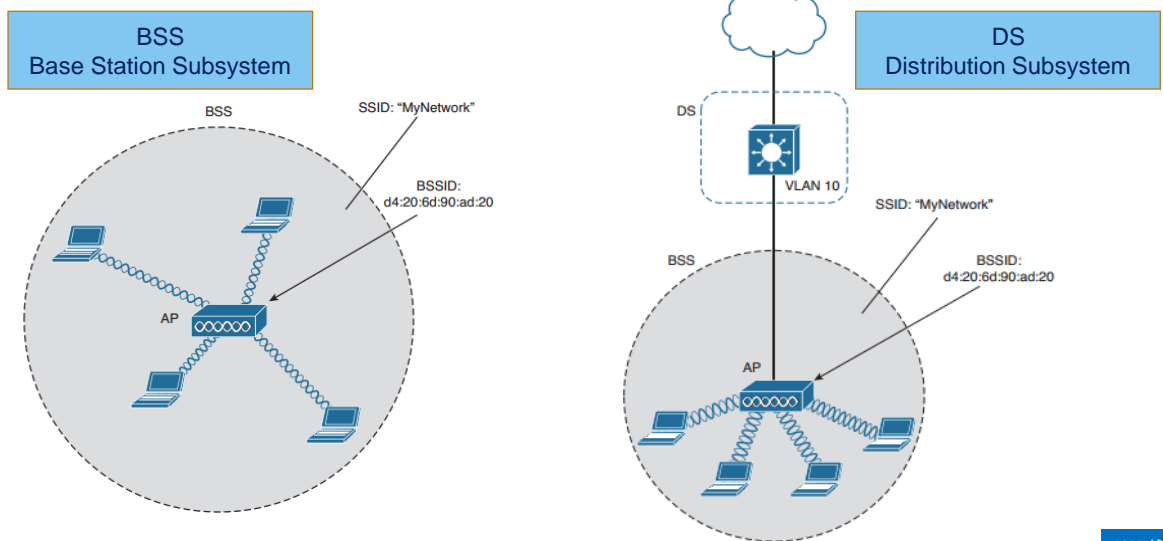 BSS
Base Station Subsystem
BSS
SSID: “MyNetwork”
BSSID:
d4:20:6d:90:ad:20
AP
DS
Distribution Subsystem
DS
VLAN 10
SSID: “MyNetwork”
BSS
BSSID:
d4:20:6d:90:ad:20
AP